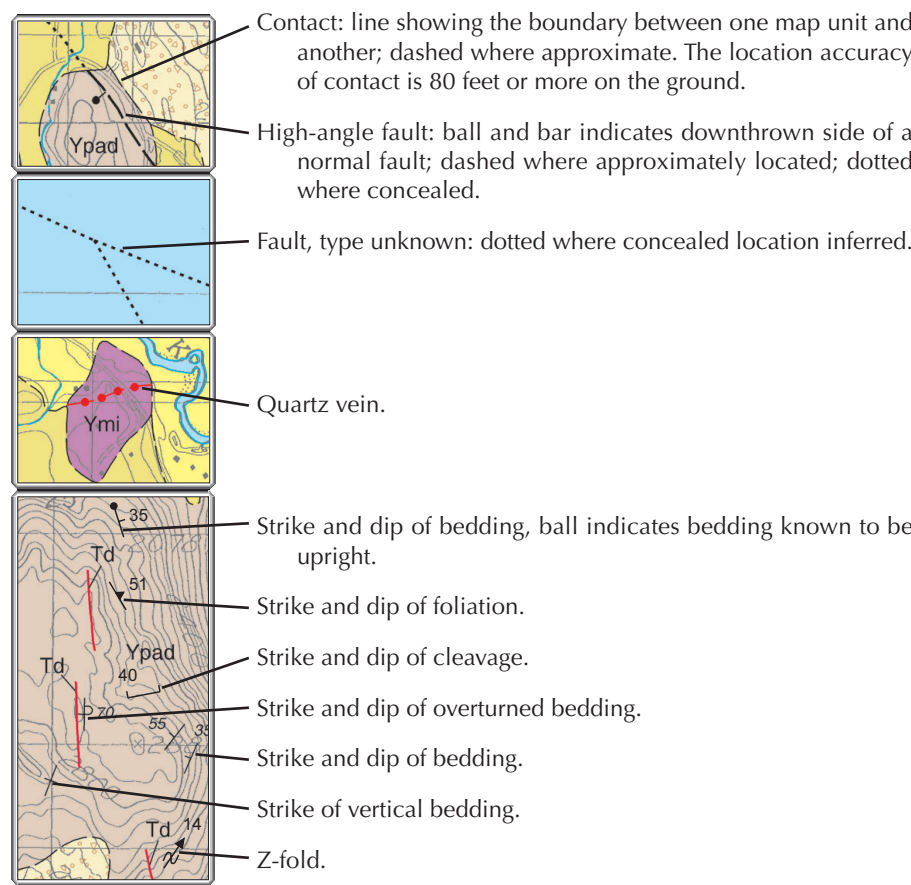 Contact: line showing the boundary between one map unit and
another; dashed where approximate. The location accuracy
of contact is 80 feet or more on the ground.
High-angle fault: ball and bar indicates downthrown side of a
normal fault; dashed where approximately located; dotted
where concealed.
Ypad
Fault, type unknown: dotted where concealed location inferred.
Quartz vein.
Ymi
Strike and dip of bedding, ball indicates bedding known to be
upright.
35
Td
51
Strike and dip of foliation.
Ypad
Strike and dip of cleavage.
Td
40
70
Strike and dip of overturned bedding.
55
35
Strike and dip of bedding.
Strike of vertical bedding.
Td
14
Z-fold.